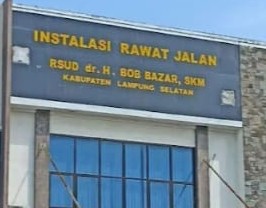 INSTALASI RAWAT JALAN
RSUD dr. H. BOB BAZAR, SKM
KABUPATEN LAMPUNG SELATAN